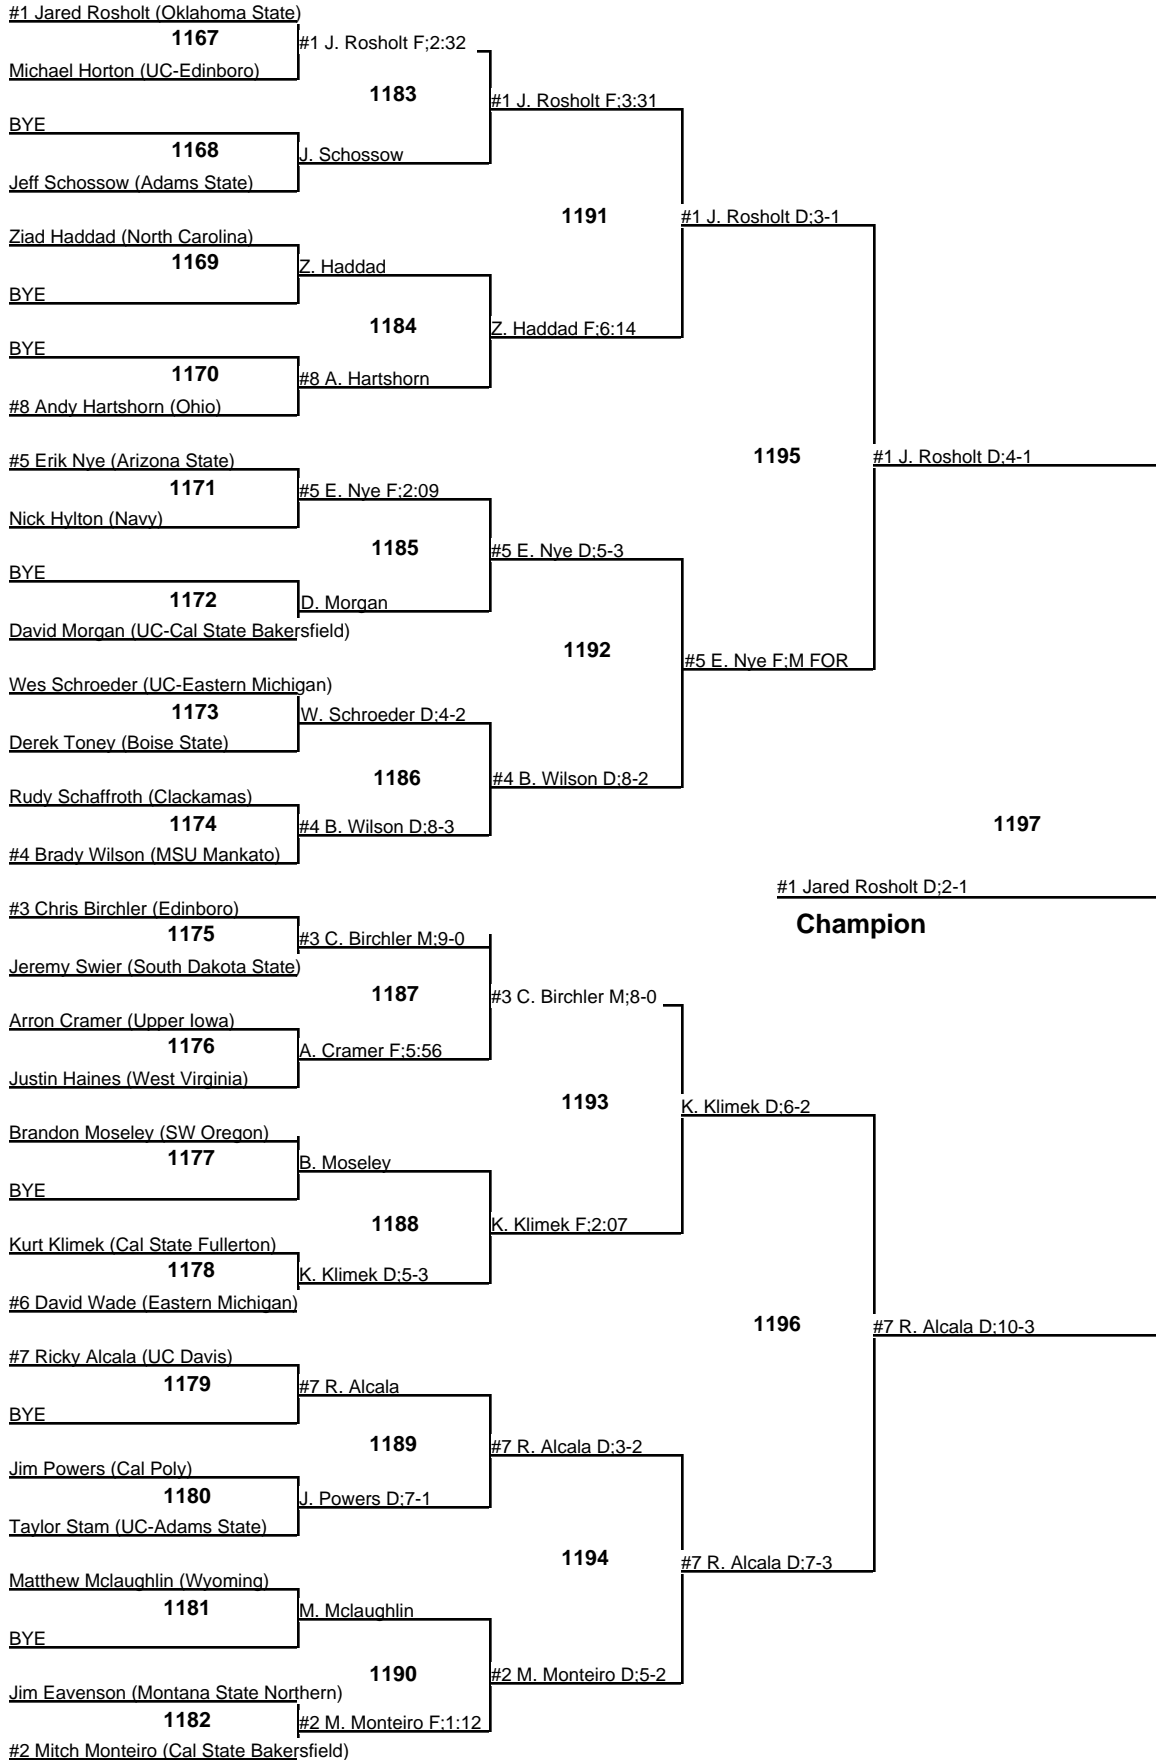 #1 Jared Rosholt (Oklahoma State)
1167
#1 J. Rosholt F;2:32
Michael Horton (UC-Edinboro)
1183
#1 J. Rosholt F;3:31
BYE
1168
J. Schossow
Jeff Schossow (Adams State)
1191
#1 J. Rosholt D;3-1
Ziad Haddad (North Carolina)
1169
Z. Haddad
BYE
1184
Z. Haddad F;6:14
BYE
1170
#8 A. Hartshorn
#8 Andy Hartshorn (Ohio)
1195
#1 J. Rosholt D;4-1
#5 Erik Nye (Arizona State)
1171
#5 E. Nye F;2:09
Nick Hylton (Navy)
1185
#5 E. Nye D;5-3
BYE
1172
D. Morgan
David Morgan (UC-Cal State Bakersfield)
1192
#5 E. Nye F;M FOR
Wes Schroeder (UC-Eastern Michigan)
1173
W. Schroeder D;4-2
Derek Toney (Boise State)
1186
#4 B. Wilson D;8-2
Rudy Schaffroth (Clackamas)
1174
#4 B. Wilson D;8-3
#4 Brady Wilson (MSU Mankato)
1197
#1 Jared Rosholt D;2-1
Champion
#3 Chris Birchler (Edinboro)
1175
#3 C. Birchler M;9-0
Jeremy Swier (South Dakota State)
1187
#3 C. Birchler M;8-0
Arron Cramer (Upper Iowa)
1176
A. Cramer F;5:56
Justin Haines (West Virginia)
1193
K. Klimek D;6-2
Brandon Moseley (SW Oregon)
1177
B. Moseley
BYE
1188
K. Klimek F;2:07
Kurt Klimek (Cal State Fullerton)
1178
K. Klimek D;5-3
#6 David Wade (Eastern Michigan)
1196
#7 R. Alcala D;10-3
#7 Ricky Alcala (UC Davis)
1179
#7 R. Alcala
BYE
1189
#7 R. Alcala D;3-2
Jim Powers (Cal Poly)
1180
J. Powers D;7-1
Taylor Stam (UC-Adams State)
1194
#7 R. Alcala D;7-3
Matthew Mclaughlin (Wyoming)
1181
M. Mclaughlin
BYE
1190
#2 M. Monteiro D;5-2
Jim Eavenson (Montana State Northern)
1182
#2 M. Monteiro F;1:12
#2 Mitch Monteiro (Cal State Bakersfield)